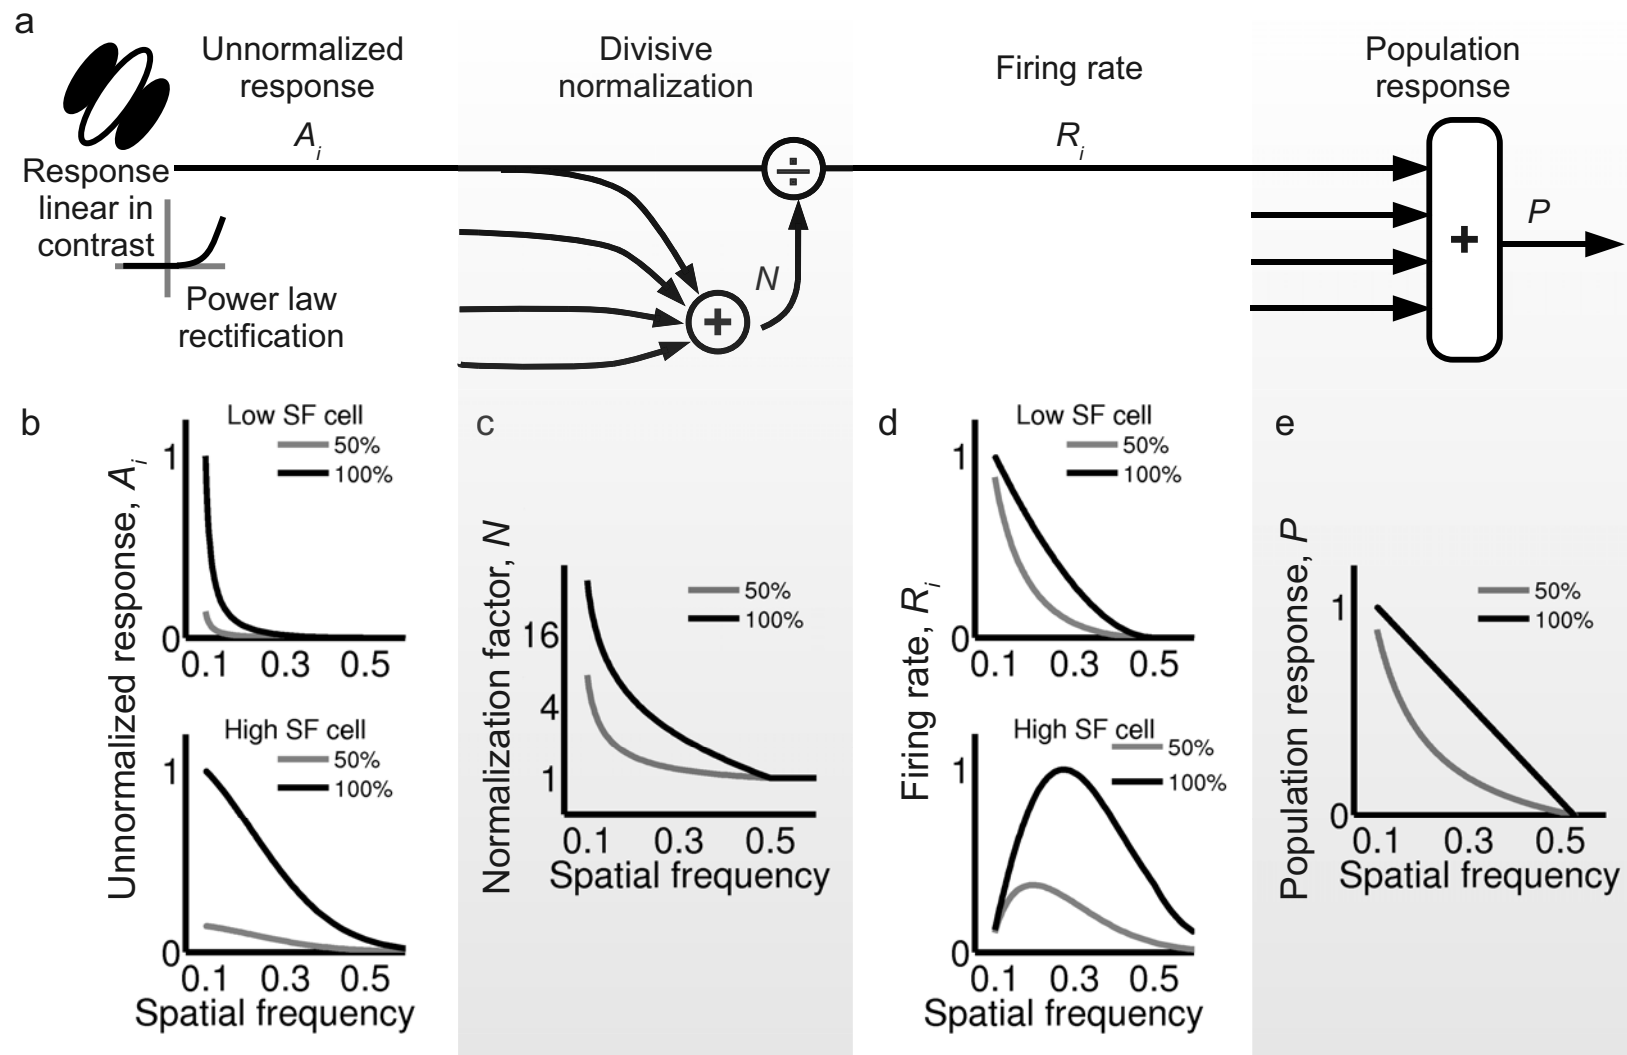 a
Unnormalized
response
Divisive
normalization
Firing rate
Population
response
A_i
R_i
Response
linear in
contrast
Power law
rectification
÷
N
+
+
P
b
Unnormalized response, A_i
Low SF cell
50%
100%
1
0
0.1 0.3 0.5
High SF cell
50%
100%
1
0
0.1 0.3 0.5
Spatial frequency
c
Normalization factor, N
50%
100%
16
4
1
0.1 0.3 0.5
Spatial frequency
d
Firing rate, R_i
Low SF cell
50%
100%
1
0
0.1 0.3 0.5
High SF cell
50%
100%
1
0
0.1 0.3 0.5
Spatial frequency
e
Population response, P
50%
100%
1
0
0.1 0.3 0.5
Spatial frequency